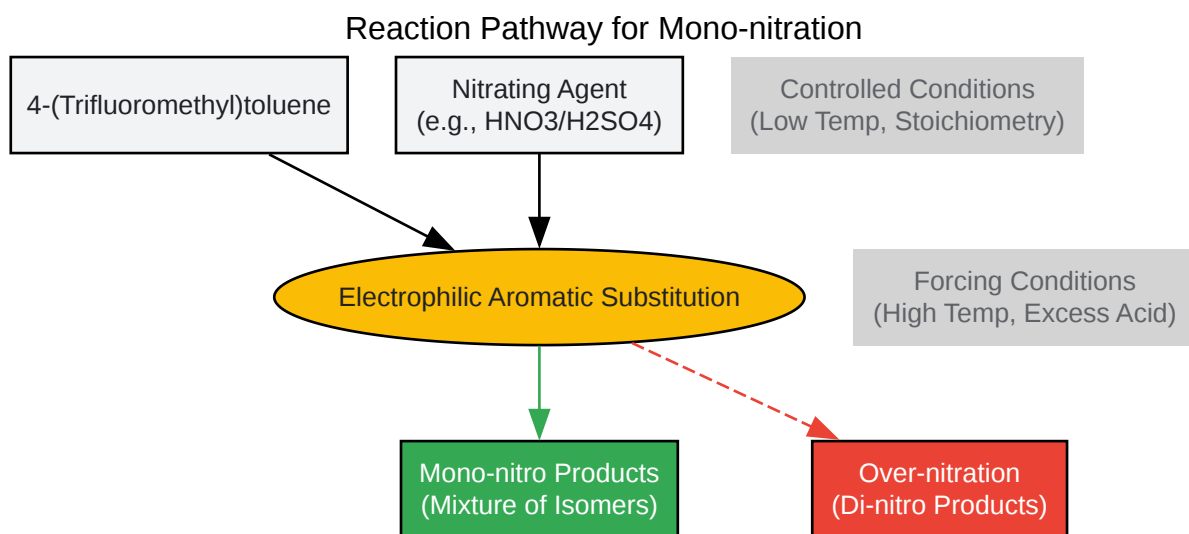 Reaction Pathway for Mono-nitration
4-(Trifluoromethyl)toluene
Nitrating Agent
(e.g., HNO3/H2SO4)
Controlled Conditions
(Low Temp, Stoichiometry)
Electrophilic Aromatic Substitution
Forcing Conditions
(High Temp, Excess Acid)
Mono-nitro Products
(Mixture of Isomers)
Over-nitration
(Di-nitro Products)